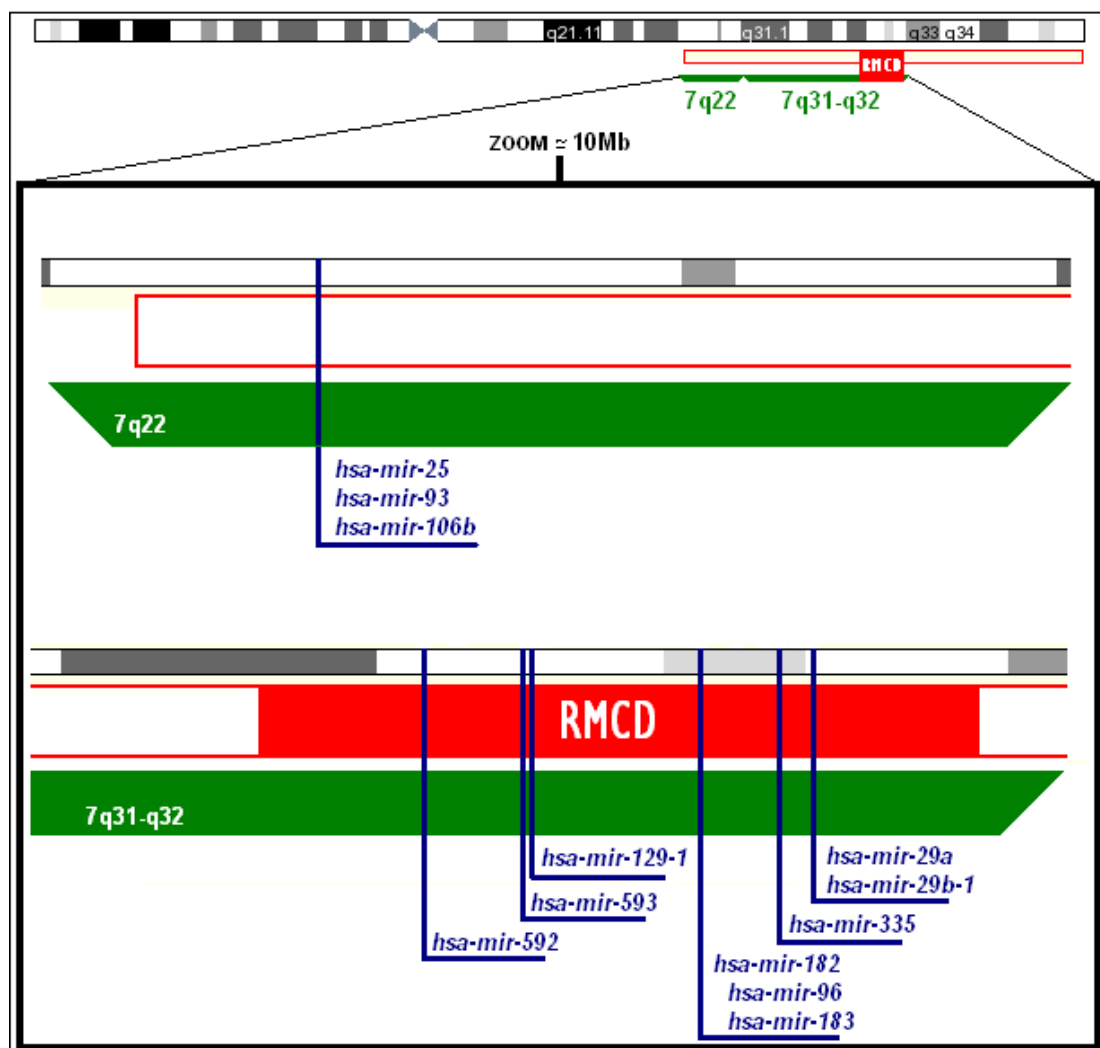 q21.11 q31.1 q33 q34
RMCD
7q22 7q31-q32
ZOOM ≃ 10Mb
7q22
hsa-mir-25
hsa-mir-93
hsa-mir-106b
RMCD
7q31-q32
hsa-mir-129-1
hsa-mir-593
hsa-mir-592
hsa-mir-29a
hsa-mir-29b-1
hsa-mir-335
hsa-mir-182
hsa-mir-96
hsa-mir-183